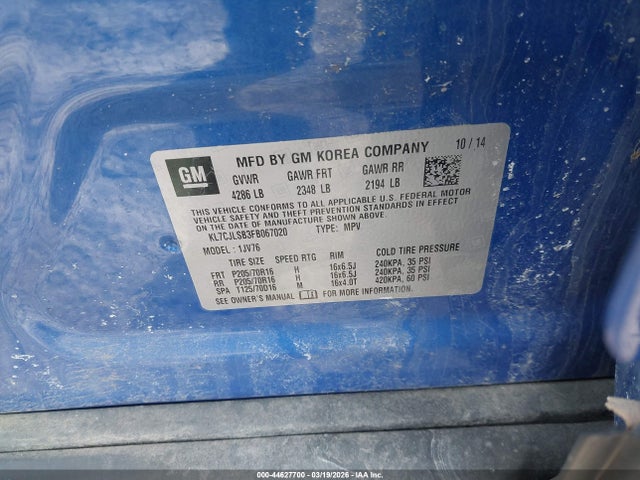 GM
MFD BY GM KOREA COMPANY 10 / 14
GVWR GAWR FRT GAWR RR
4286 LB 2348 LB 2194 LB
THIS VEHICLE CONFORMS TO ALL APPLICABLE U.S. FEDERAL MOTOR
VEHICLE SAFETY AND THEFT PREVENTION STANDARDS IN EFFECT
ON THE DATE OF MANUFACTURE SHOWN ABOVE.
KL7CJLSB3FB067020 TYPE: MPV
MODEL: 1JV76
TIRE SIZE SPEED RTG RIM COLD TIRE PRESSURE
FRT P205/70R16 H 16x6.5J 240KPA, 35 PSI
RR P205/70R16 H 16x6.5J 240KPA, 35 PSI
SPA T125/70D16 M 16x4.0T 420KPA, 60 PSI
SEE OWNER'S MANUAL FOR MORE INFORMATION.
000-44627700 - 03/19/2026 - COPYRIGHT IAA, LLC.